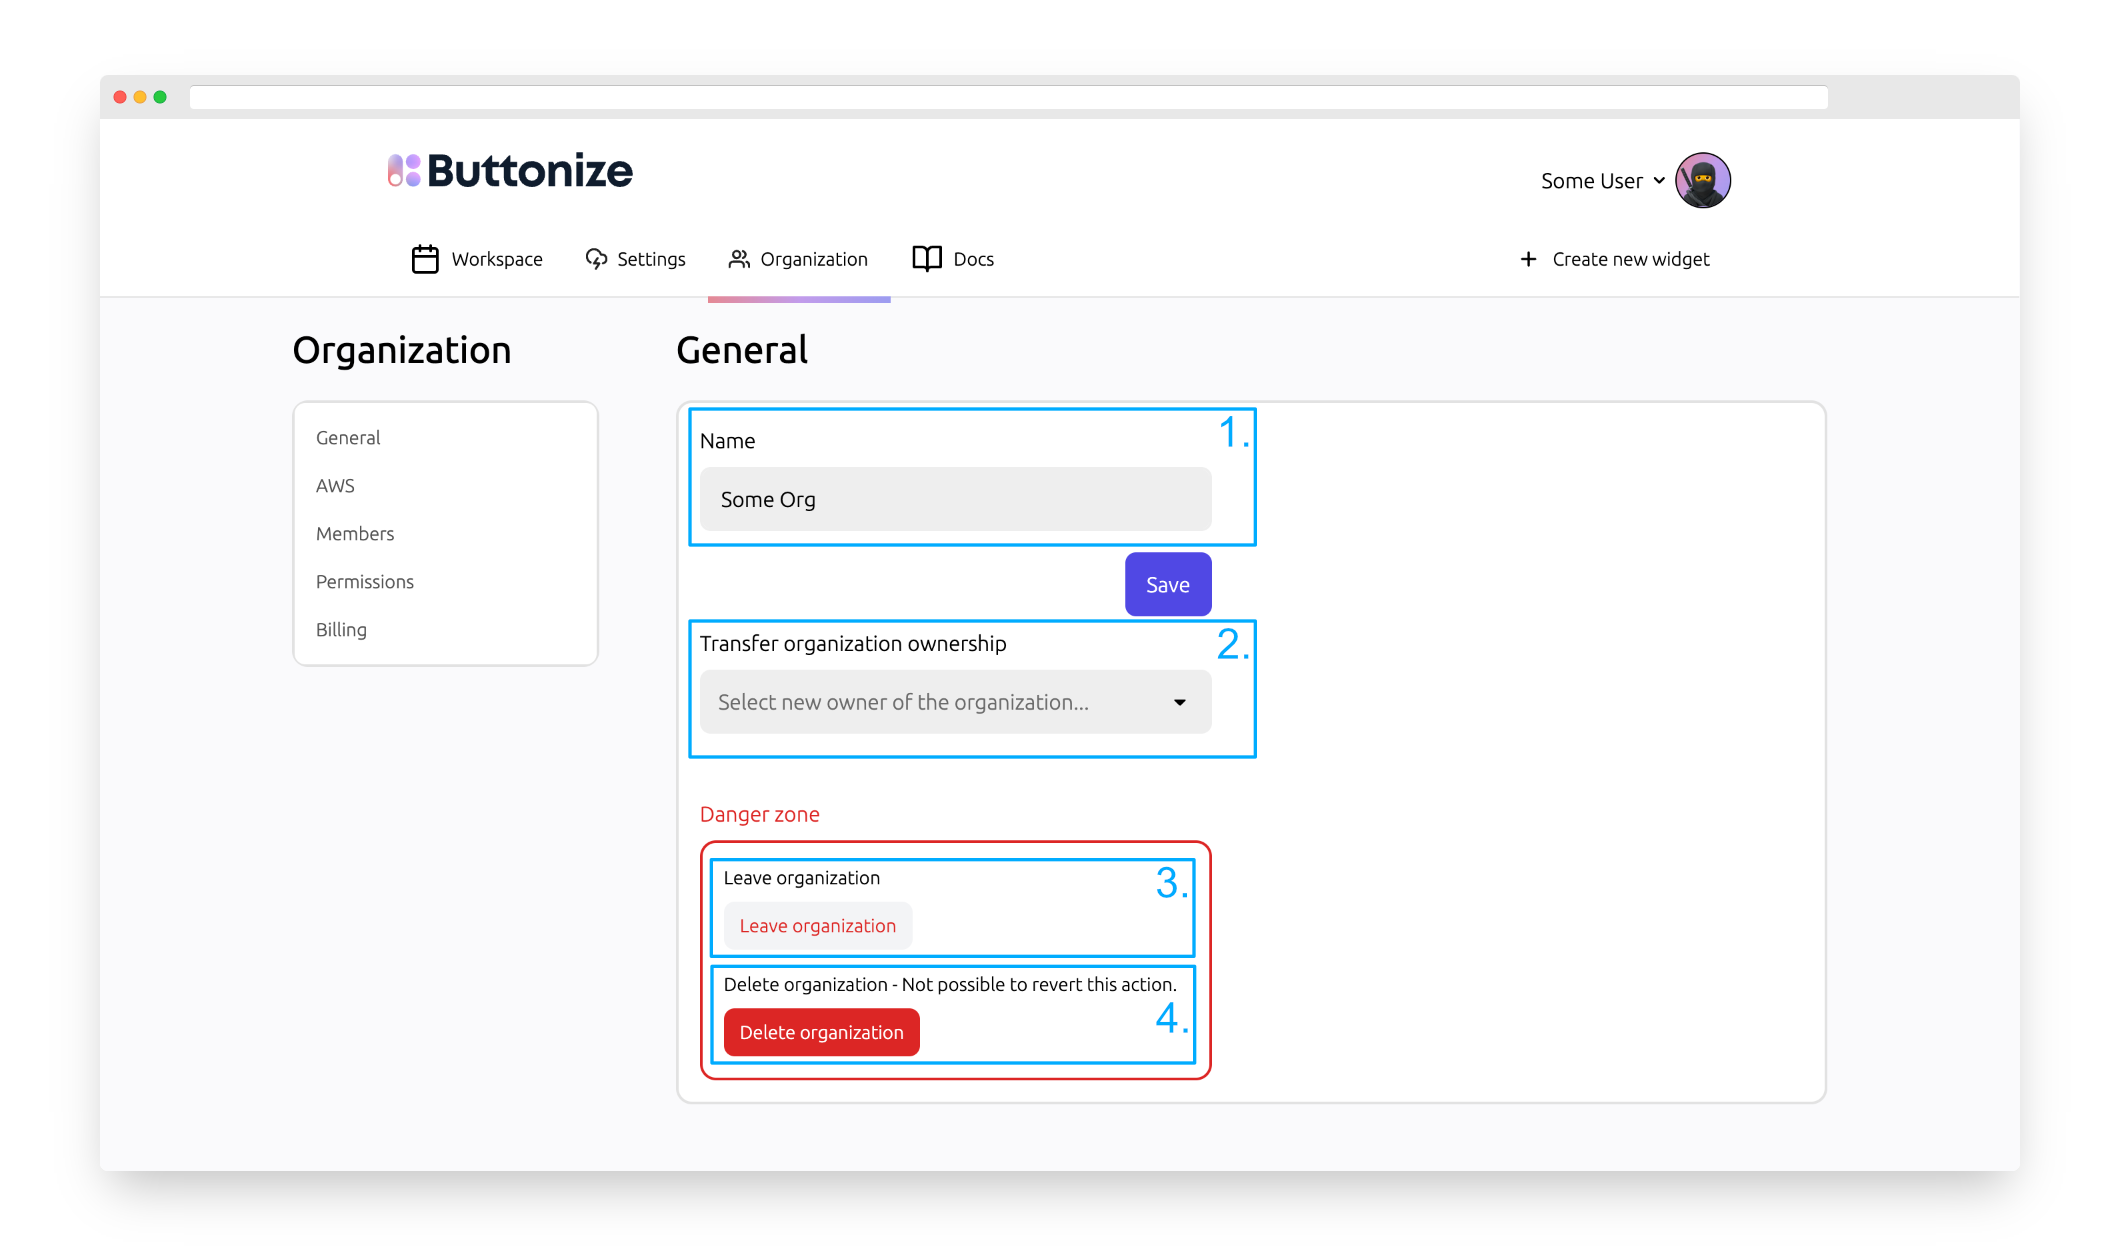 Buttonize
Some User
Workspace
Settings
Organization
Docs
Create new widget
Organization
General
AWS
Members
Permissions
Billing
General
1.
Name
Some Org
Save
2.
Transfer organization ownership
Select new owner of the organization...
Danger zone
3.
Leave organization
Leave organization
Delete organization - Not possible to revert this action.
4.
Delete organization